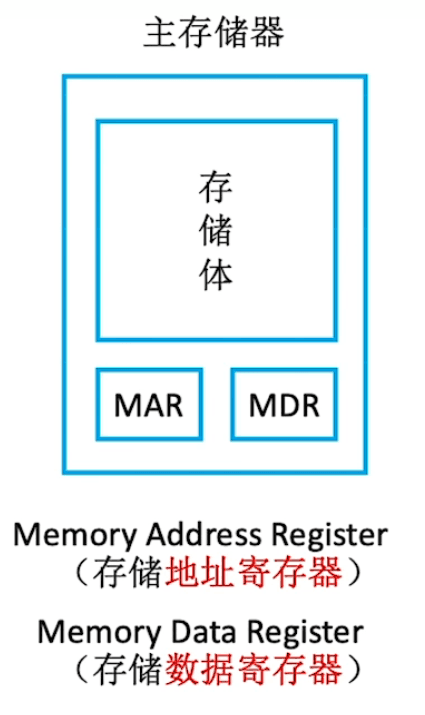 主存储器
存
储
体
MAR
MDR
Memory Address Register
（存储地址寄存器）
Memory Data Register
（存储数据寄存器）